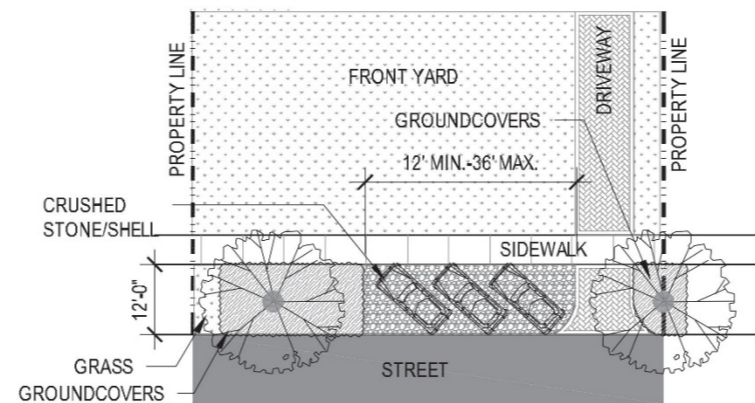 PROPERTY LINE
FRONT YARD
DRIVEWAY
PROPERTY LINE
GROUNDCOVERS
12' MIN.-36' MAX.
CRUSHED
STONE/SHELL
SIDEWALK
12'-0"
GRASS
STREET
GROUNDCOVERS